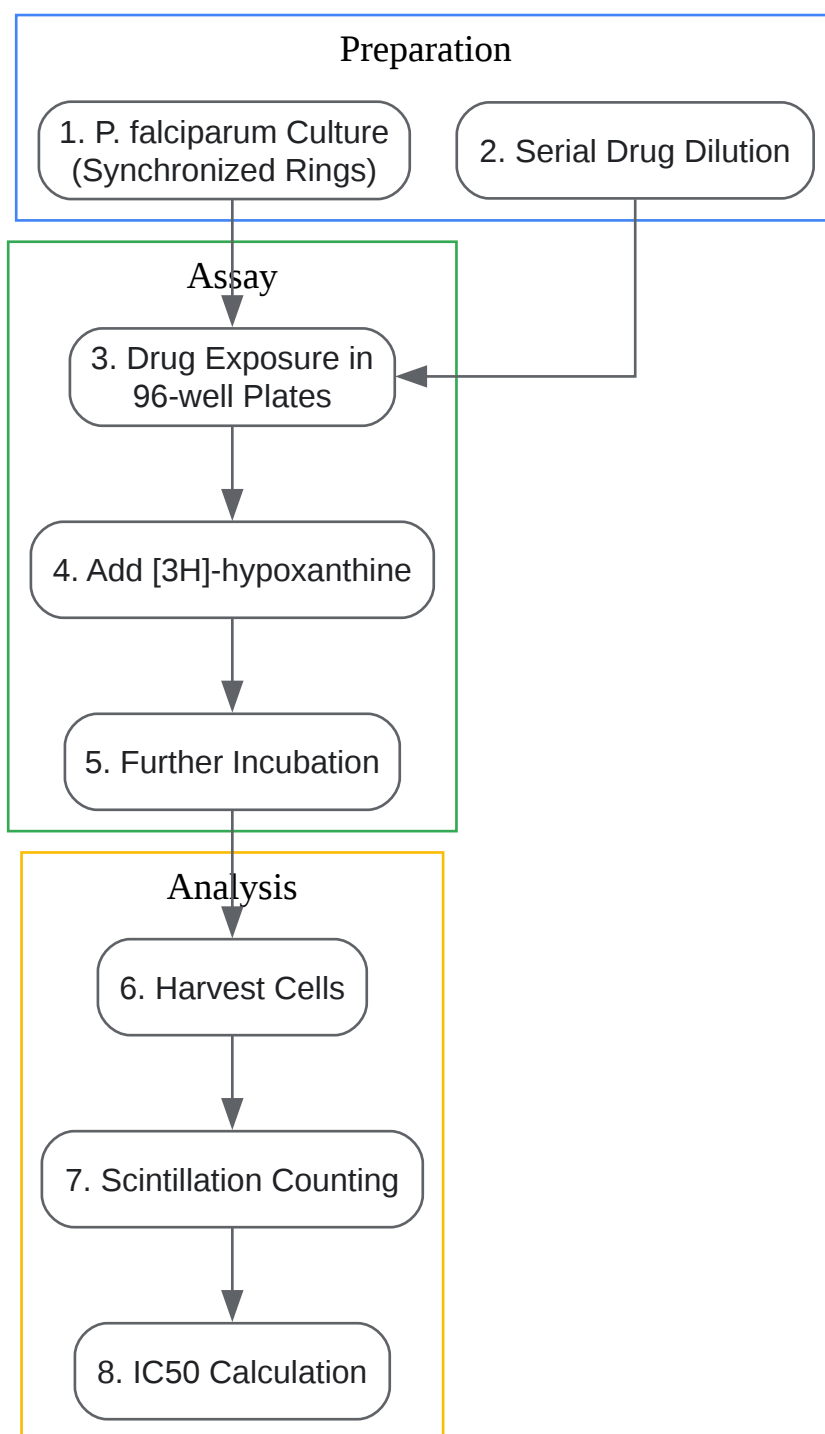 Preparation
1. P. falciparum Culture
(Synchronized Rings)
2. Serial Drug Dilution
Assay
3. Drug Exposure in
96-well Plates
4. Add [3H]-hypoxanthine
5. Further Incubation
Analysis
6. Harvest Cells
7. Scintillation Counting
8. IC50 Calculation